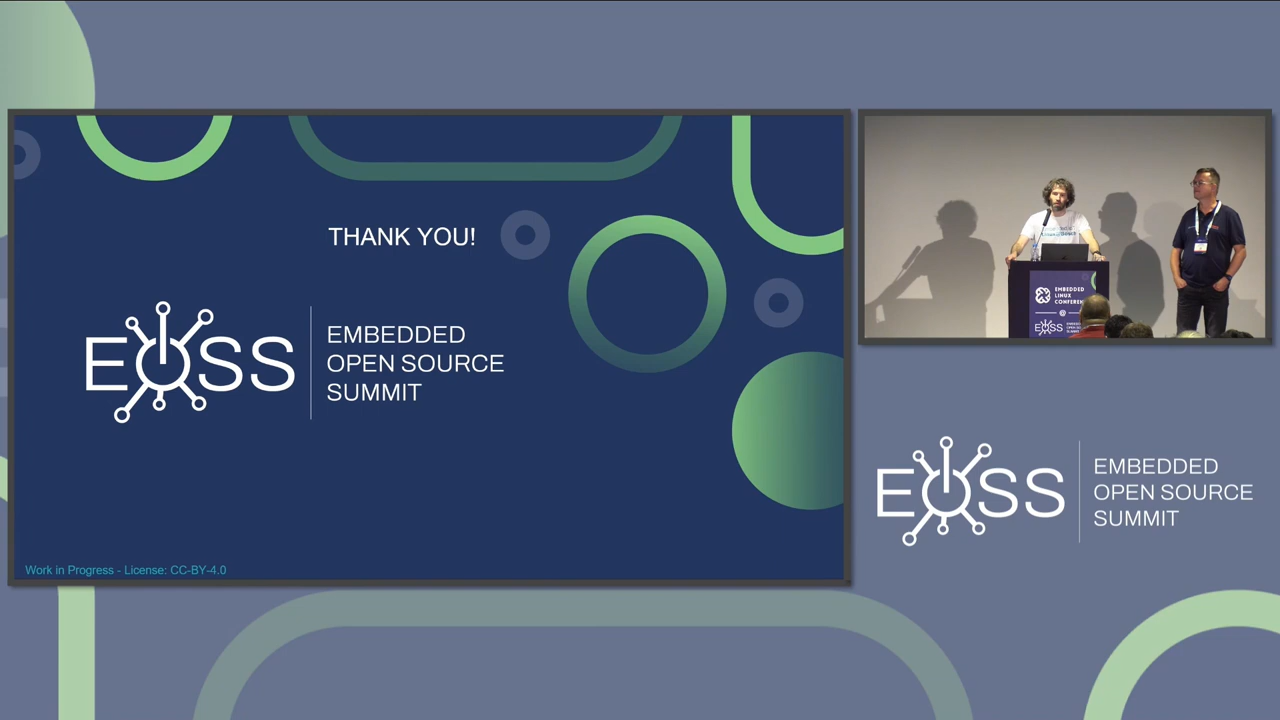 THANK YOU!
EOSS
EMBEDDED
OPEN SOURCE
SUMMIT
Work in Progress - License: CC-BY-4.0
EMBEDDED
LINUX
@
EOSS
EOSS
EMBEDDED
OPEN SOURCE
SUMMIT